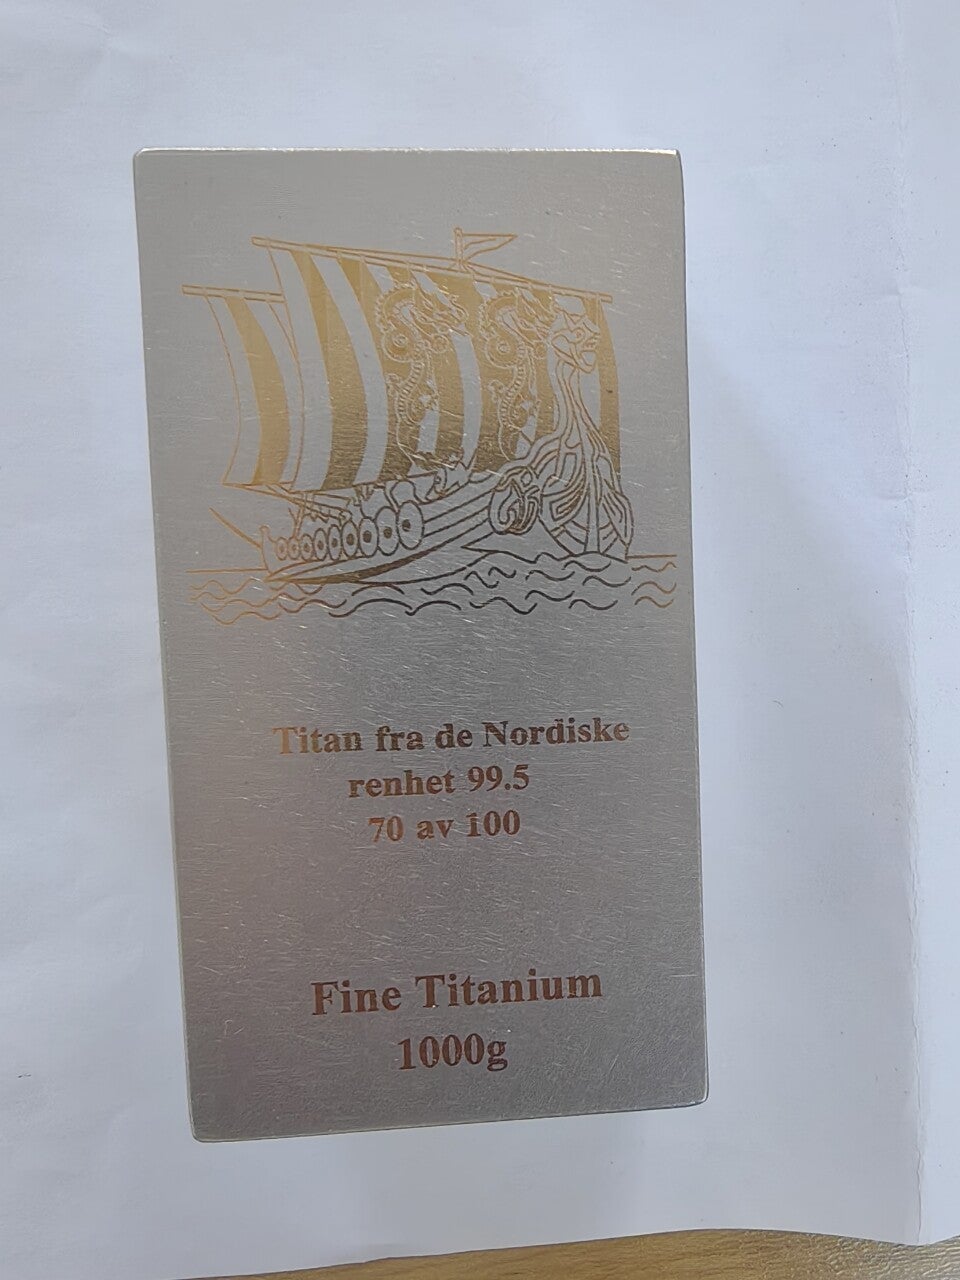 Titan fra de Nordiske
renhet 99.5
70 av 100
Fine Titanium
1000g